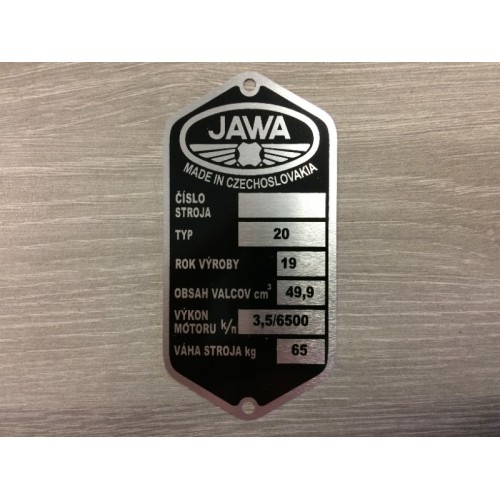 JAWA
MADE IN CZECHOSLOVAKIA
ČÍSLO
STROJA
TYP 20
ROK VÝROBY 19
OBSAH VALCOV cm³ 49,9
VÝKON
MOTORU k/n 3,5/6500
VÁHA STROJA kg 65